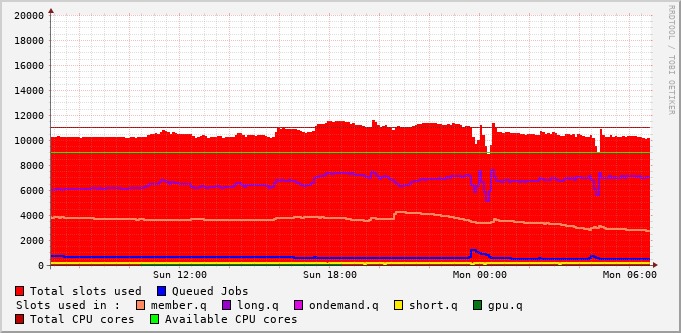 RRDTOOL / TOBI OETIKER
20000
18000
16000
14000
12000
10000
8000
6000
4000
2000
0
Sun 12:00 Sun 18:00 Mon 00:00 Mon 06:00
Total slots used Queued Jobs
Slots used in : member.q long.q ondemand.q short.q gpu.q
Total CPU cores Available CPU cores